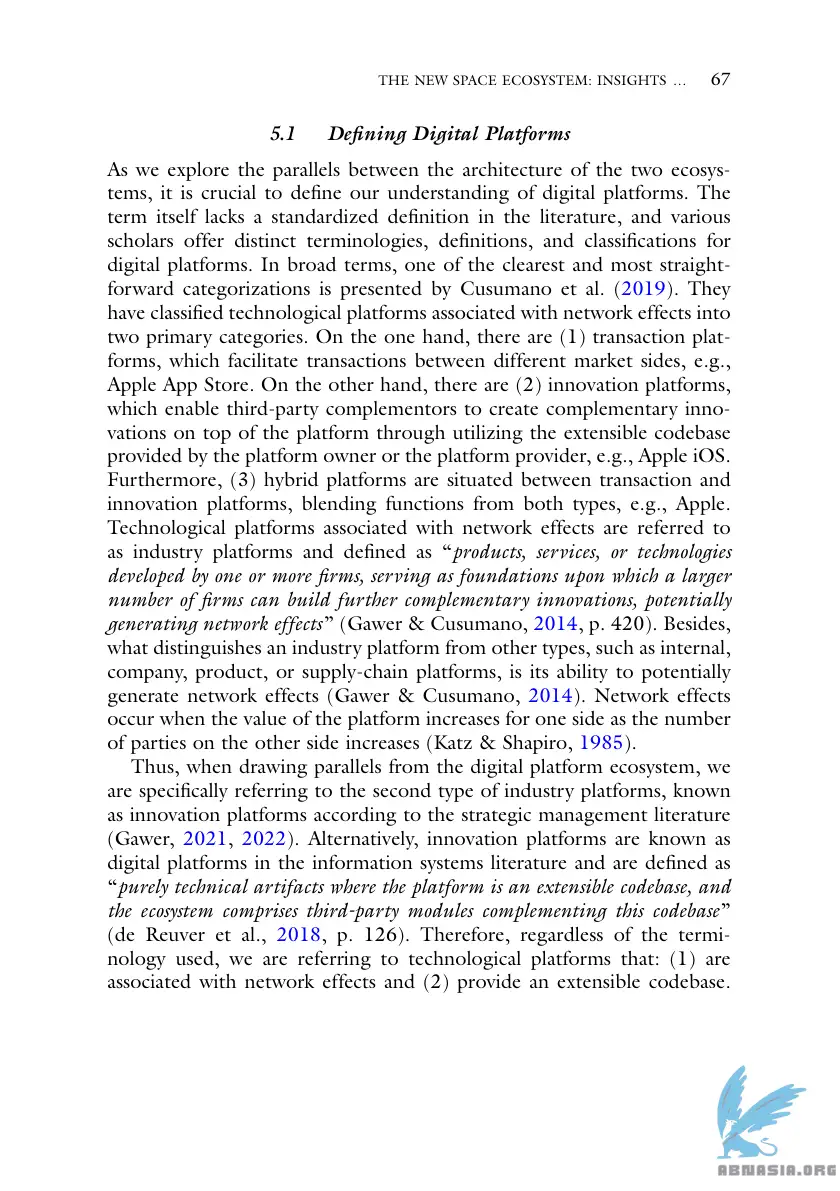 THE NEW SPACE ECOSYSTEM: INSIGHTS … 67
5.1 Defining Digital Platforms
As we explore the parallels between the architecture of the two ecosys-
tems, it is crucial to define our understanding of digital platforms. The
term itself lacks a standardized definition in the literature, and various
scholars offer distinct terminologies, definitions, and classifications for
digital platforms. In broad terms, one of the clearest and most straight-
forward categorizations is presented by Cusumano et al. (2019). They
have classified technological platforms associated with network effects into
two primary categories. On the one hand, there are (1) transaction plat-
forms, which facilitate transactions between different market sides, e.g.,
Apple App Store. On the other hand, there are (2) innovation platforms,
which enable third-party complementors to create complementary inno-
vations on top of the platform through utilizing the extensible codebase
provided by the platform owner or the platform provider, e.g., Apple iOS.
Furthermore, (3) hybrid platforms are situated between transaction and
innovation platforms, blending functions from both types, e.g., Apple.
Technological platforms associated with network effects are referred to
as industry platforms and defined as “products, services, or technologies
developed by one or more firms, serving as foundations upon which a larger
number of firms can build further complementary innovations, potentially
generating network effects” (Gawer & Cusumano, 2014, p. 420). Besides,
what distinguishes an industry platform from other types, such as internal,
company, product, or supply-chain platforms, is its ability to potentially
generate network effects (Gawer & Cusumano, 2014). Network effects
occur when the value of the platform increases for one side as the number
of parties on the other side increases (Katz & Shapiro, 1985).
Thus, when drawing parallels from the digital platform ecosystem, we
are specifically referring to the second type of industry platforms, known
as innovation platforms according to the strategic management literature
(Gawer, 2021, 2022). Alternatively, innovation platforms are known as
digital platforms in the information systems literature and are defined as
“purely technical artifacts where the platform is an extensible codebase, and
the ecosystem comprises third-party modules complementing this codebase”
(de Reuver et al., 2018, p. 126). Therefore, regardless of the termi-
nology used, we are referring to technological platforms that: (1) are
associated with network effects and (2) provide an extensible codebase.
ABNASIA.ORG